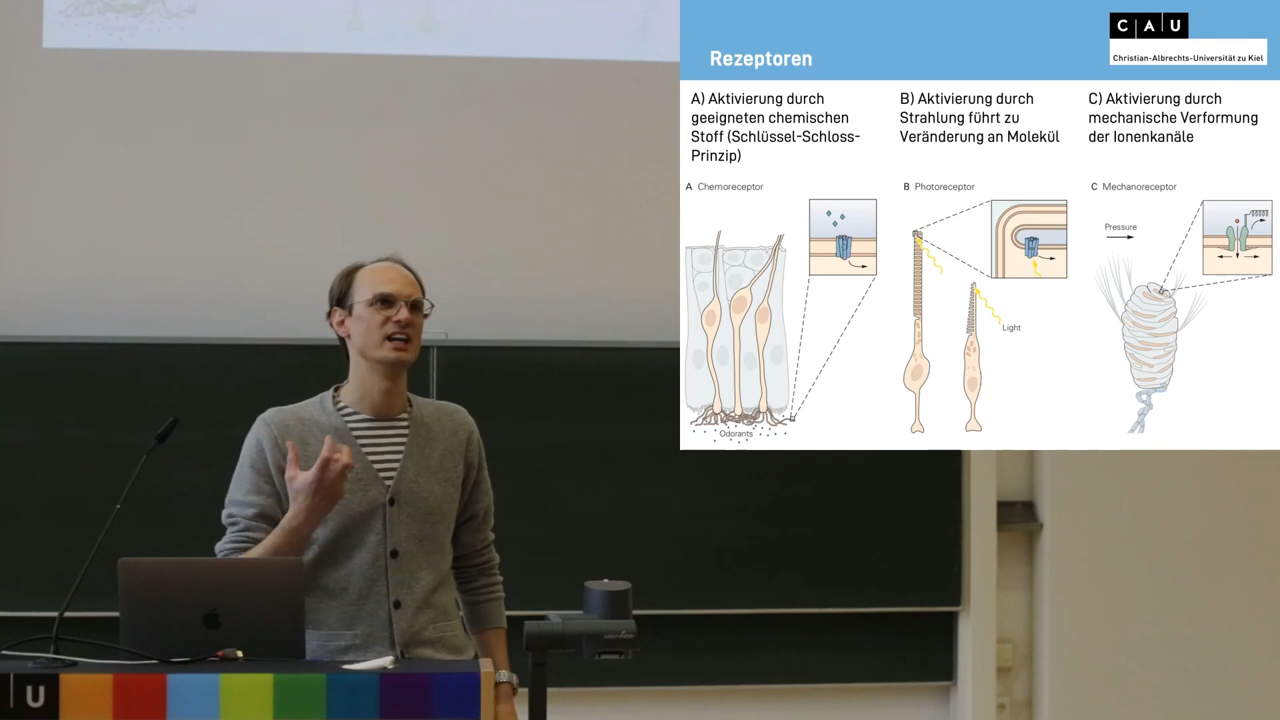 Rezeptoren
CAU
Christian-Albrechts-Universität zu Kiel
A) Aktivierung durch
geeigneten chemischen
Stoff (Schlüssel-Schloss-
Prinzip)
B) Aktivierung durch
Strahlung führt zu
Veränderung an Molekül
C) Aktivierung durch
mechanische Verformung
der Ionenkanäle
A Chemoreceptor
Odorants
B Photoreceptor
Light
C Mechanoreceptor
Pressure
U